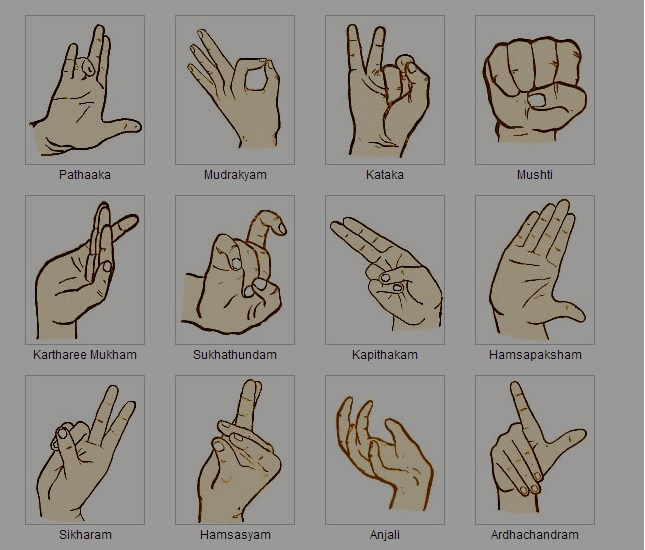 Pathaaka
Mudrakyam
Kataka
Mushti
Kartharee Mukham
Sukhathundam
Kapithakam
Hamsapaksham
Sikharam
Hamsasyam
Anjali
Ardhachandram